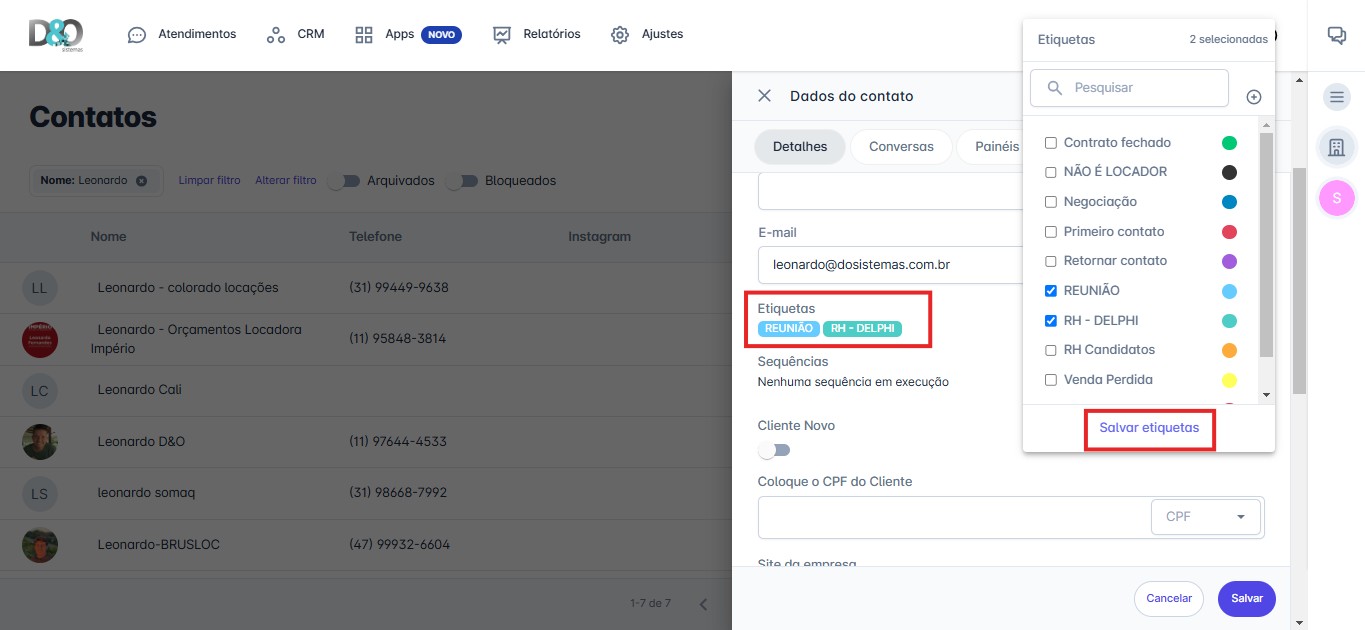 D&O
sistemas
Atendimentos
CRM
Apps NOVO
Relatórios
Ajustes
Contatos
Nome: Leonardo
Limpar filtro
Alterar filtro
Arquivados
Bloqueados
Nome Telefone Instagram
LL Leonardo - colorado locações (31) 99449-9638
IMPÉRIO
Leonardo - Orçamentos Locadora
Império
(11) 95848-3814
LC Leonardo Cali
Leonardo D&O (11) 97644-4533
LS leonardo somaq (31) 98668-7992
Leonardo-BRUSLOC (47) 99932-6604
1-7 de 7
Dados do contato
Detalhes Conversas Painéis
E-mail
leonardo@dosistemas.com.br
Etiquetas
REUNIÃO RH - DELPHI
Sequências
Nenhuma sequência em execução
Cliente Novo
Coloque o CPF do Cliente
CPF
Site da empresa
Cancelar Salvar
Etiquetas 2 selecionadas
Pesquisar
Contrato fechado
NÃO É LOCADOR
Negociação
Primeiro contato
Retornar contato
REUNIÃO
RH - DELPHI
RH Candidatos
Venda Perdida
Salvar etiquetas
S